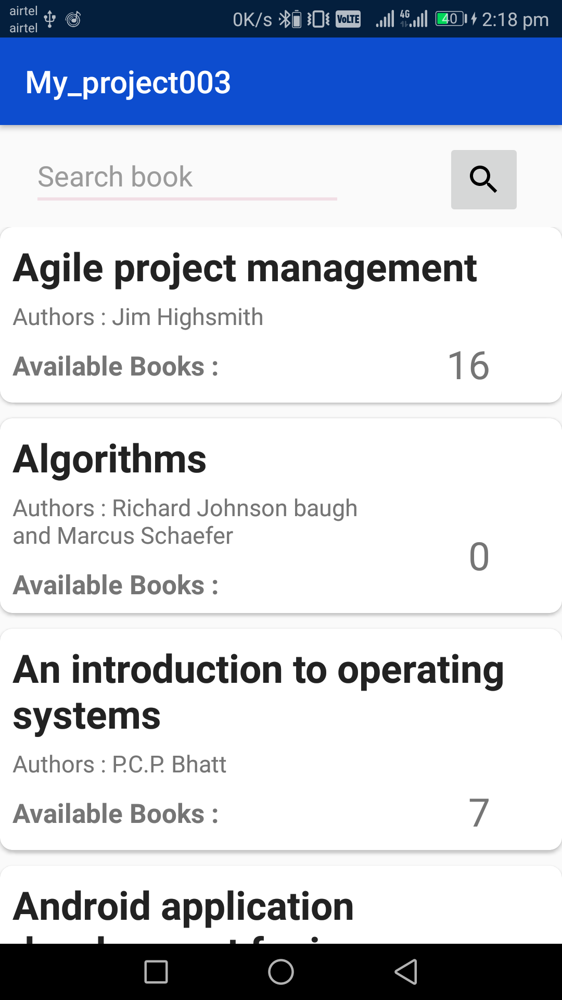 airtel
airtel
0K/s VoLTE 4G 40 2:18 pm
My_project003
Search book
Agile project management
Authors : Jim Highsmith
Available Books : 16
Algorithms
Authors : Richard Johnson baugh
and Marcus Schaefer
0
Available Books :
An introduction to operating
systems
Authors : P.C.P. Bhatt
Available Books : 7
Android application